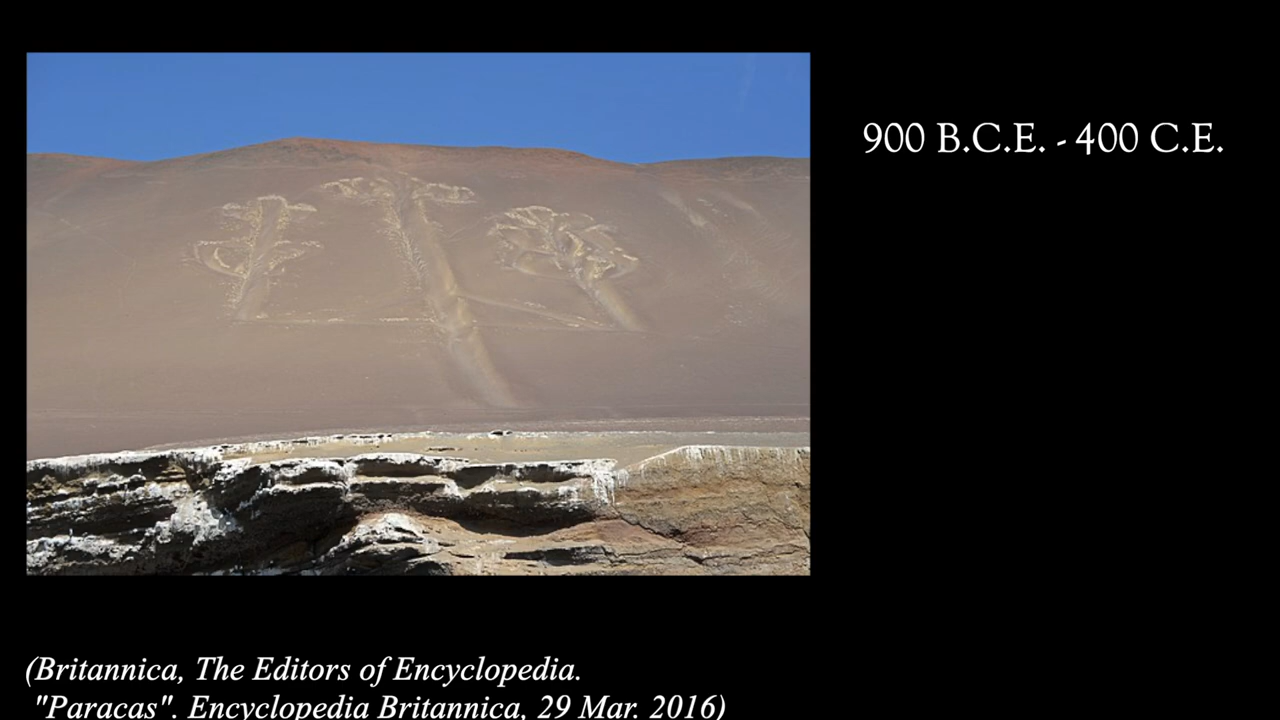 900 B.C.E. - 400 C.E.
(Britannica, The Editors of Encyclopedia.
"Paracas". Encyclopedia Britannica, 29 Mar. 2016)